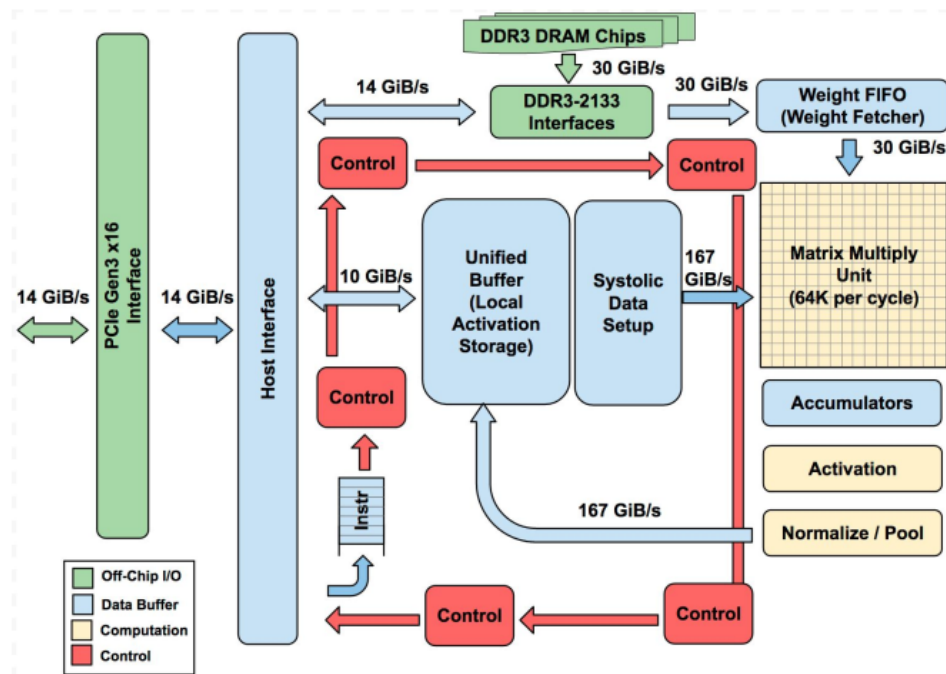 DDR3 DRAM Chips
30 GiB/s
14 GiB/s
DDR3-2133
Interfaces
30 GiB/s
Weight FIFO
(Weight Fetcher)
30 GiB/s
Control
Control
PCIe Gen3 x16
Interface
Host Interface
14 GiB/s
14 GiB/s
10 GiB/s
Unified
Buffer
(Local
Activation
Storage)
Systolic
Data
Setup
167
GiB/s
Matrix Multiply
Unit
(64K per cycle)
Control
Accumulators
Activation
Instr
167 GiB/s
Normalize / Pool
Control
Control
Off-Chip I/O
Data Buffer
Computation
Control